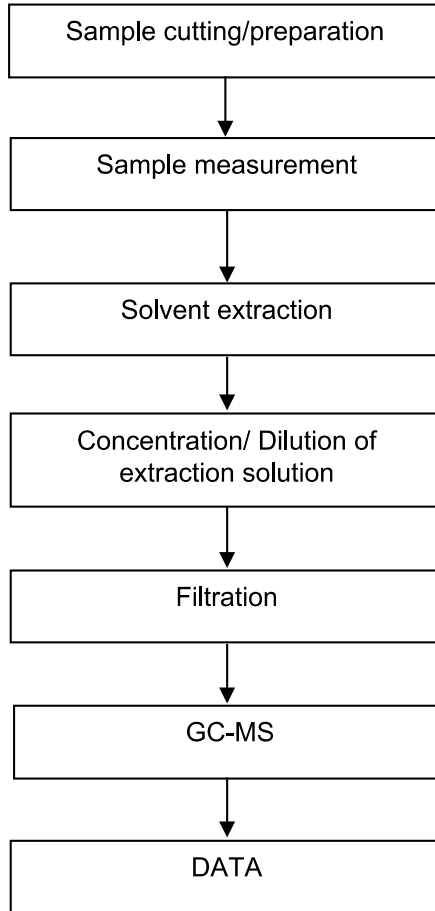 Sample cutting/preparation
Sample measurement
Solvent extraction
Concentration/ Dilution of
extraction solution
Filtration
GC-MS
DATA